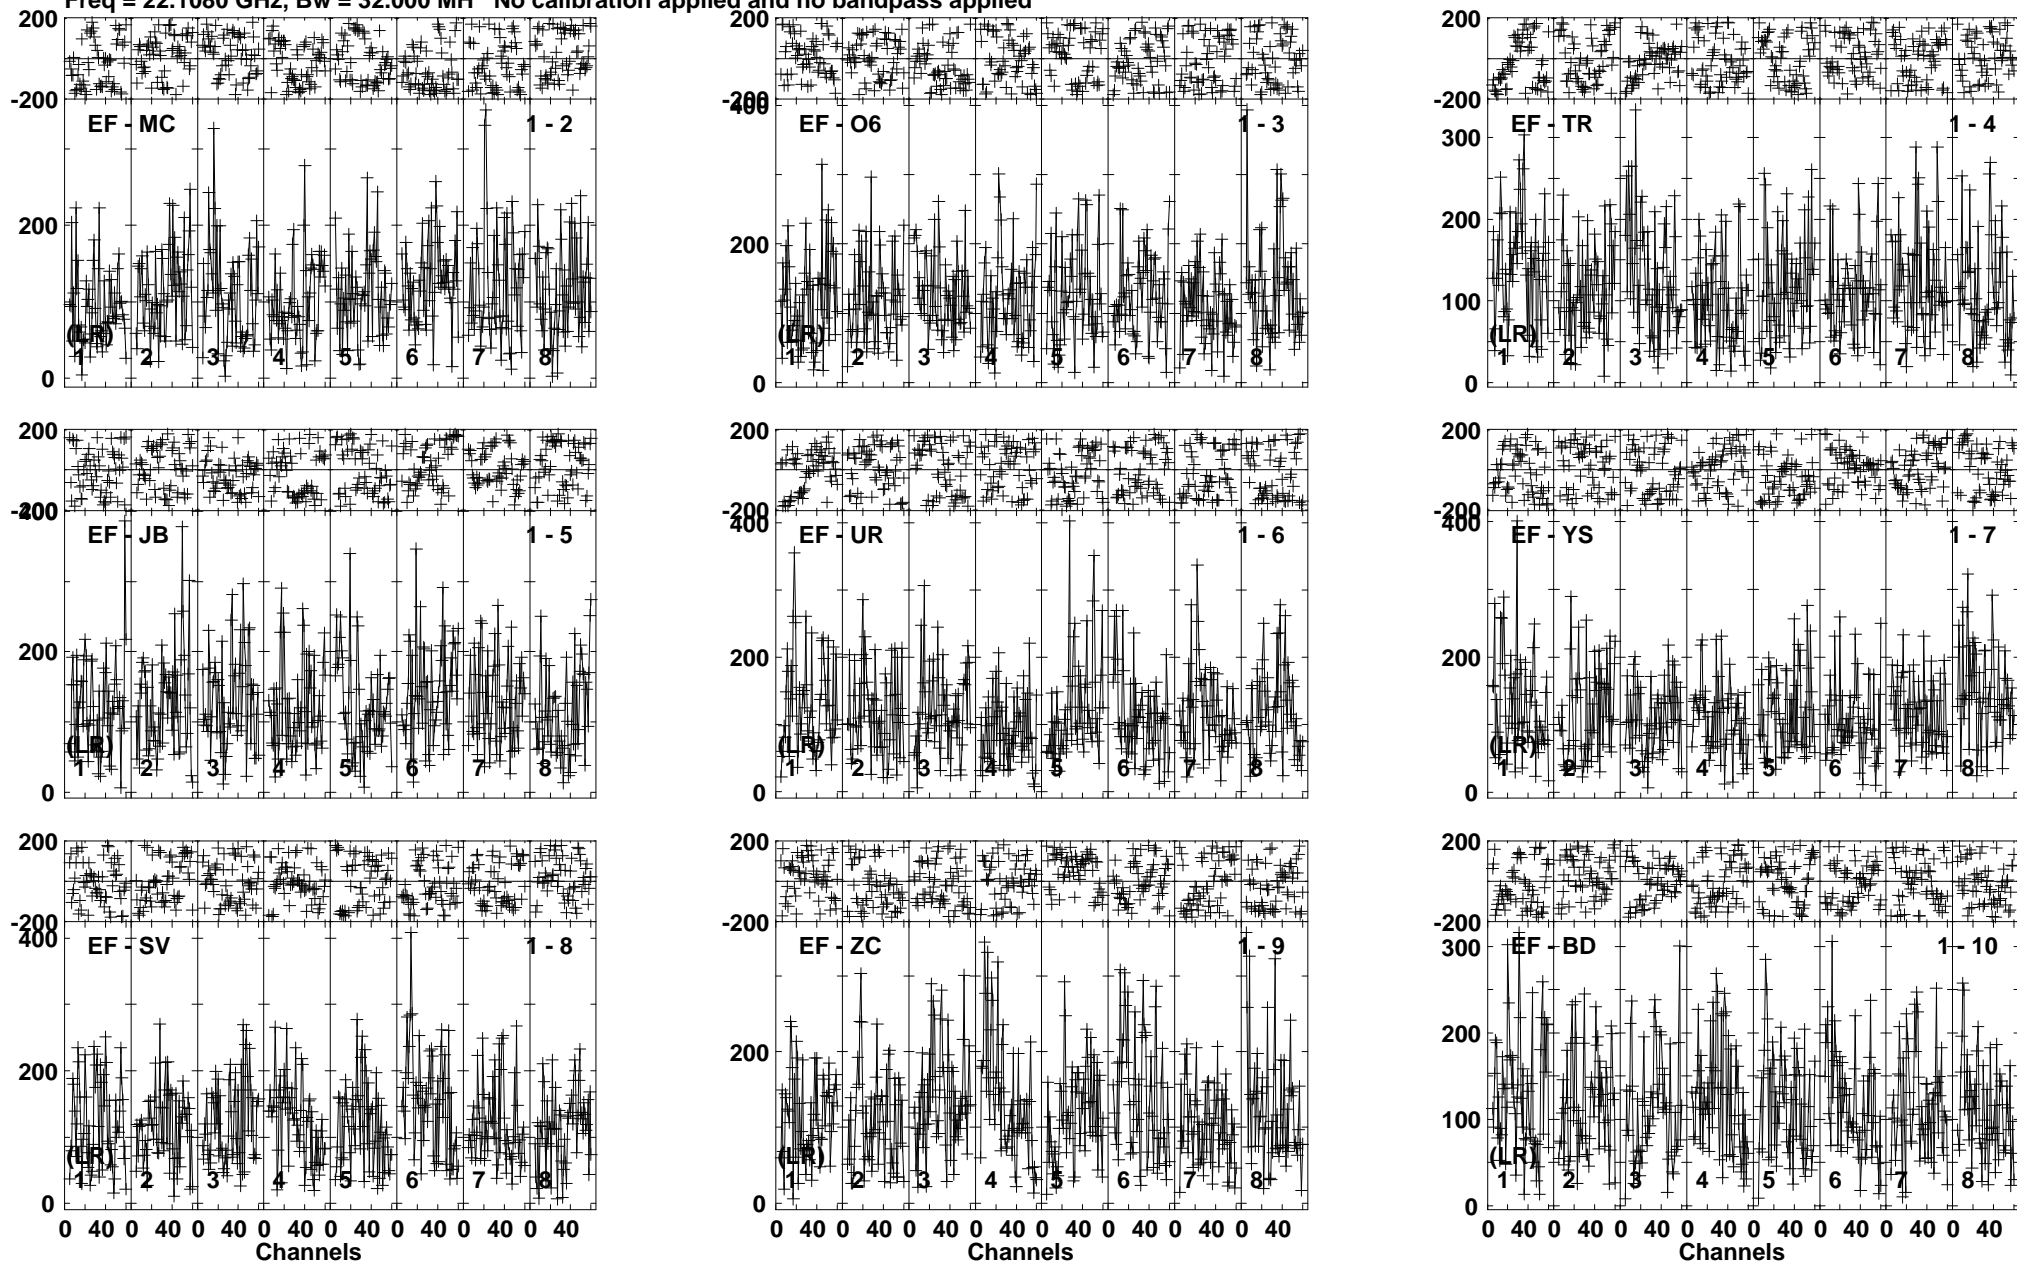 Freq = 22.1080 GHz, Bw = 32.000 MH No calibration applied and no bandpass applied
200 200 200
-200 -200 -200
EF - MC 1 - 2
200
0
(LR)
1 2 3 4 5 6 7 8
400
EF - O6 1 - 3
200
0
(LR)
1 2 3 4 5 6 7 8
EF - TR 1 - 4
300
200
100
0
(LR)
1 2 3 4 5 6 7 8
200 200 200
-200 -200 -200
400
EF - JB 1 - 5
200
0
(LR)
1 2 3 4 5 6 7 8
400
EF - UR 1 - 6
200
0
(LR)
1 2 3 4 5 6 7 8
400
EF - YS 1 - 7
200
0
(LR)
1 2 3 4 5 6 7 8
200 200 200
-200 -200 -200
400
EF - SV 1 - 8
200
0
(LR)
1 2 3 4 5 6 7 8
0 40 0 40 0 40 0 40 0 40 0 40 0 40 0 40
Channels
EF - ZC 1 - 9
200
0
(LR)
1 2 3 4 5 6 7 8
0 40 0 40 0 40 0 40 0 40 0 40 0 40 0 40
EF - BD 1 - 10
300
200
100
0
(LR)
1 2 3 4 5 6 7 8
0 40 0 40 0 40 0 40 0 40 0 40 0 40 0 40
Channels